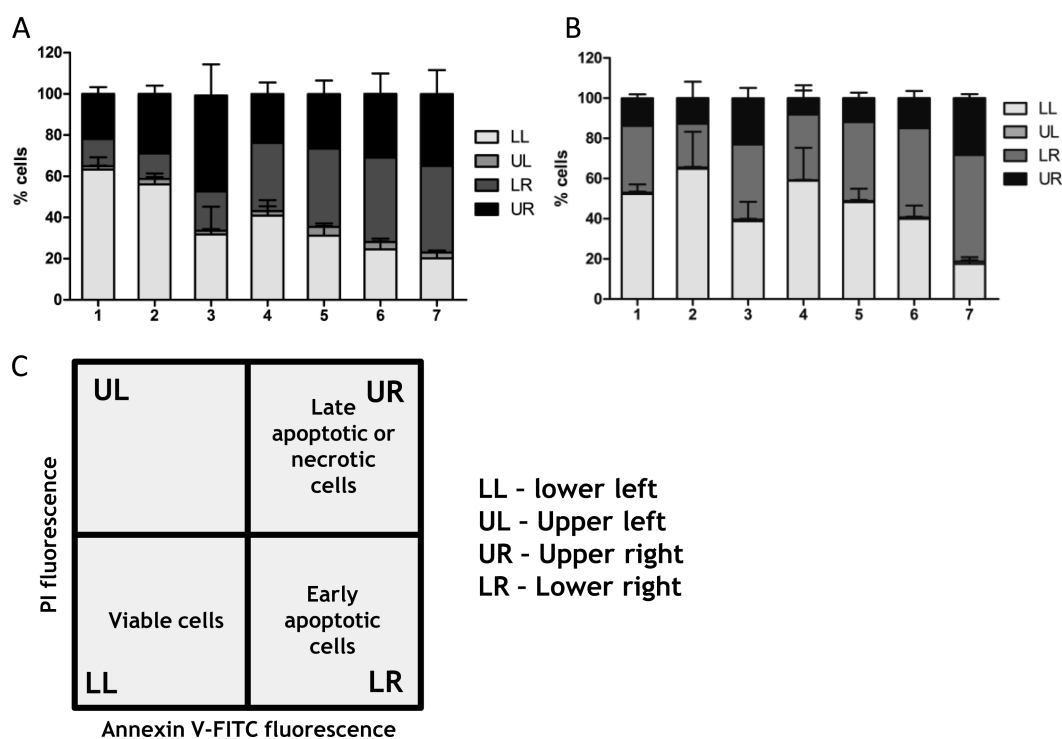 A
% cells
120
100
80
60
40
20
0
1 2 3 4 5 6 7
LL
UL
LR
UR
B
% cells
120
100
80
60
40
20
0
1 2 3 4 5 6 7
LL
UL
LR
UR
C
PI fluorescence
UL
UR
Late
apoptotic or
necrotic
cells
Viable cells
LL
Early
apoptotic
cells
LR
Annexin V-FITC fluorescence
LL – lower left
UL – Upper left
UR – Upper right
LR – Lower right